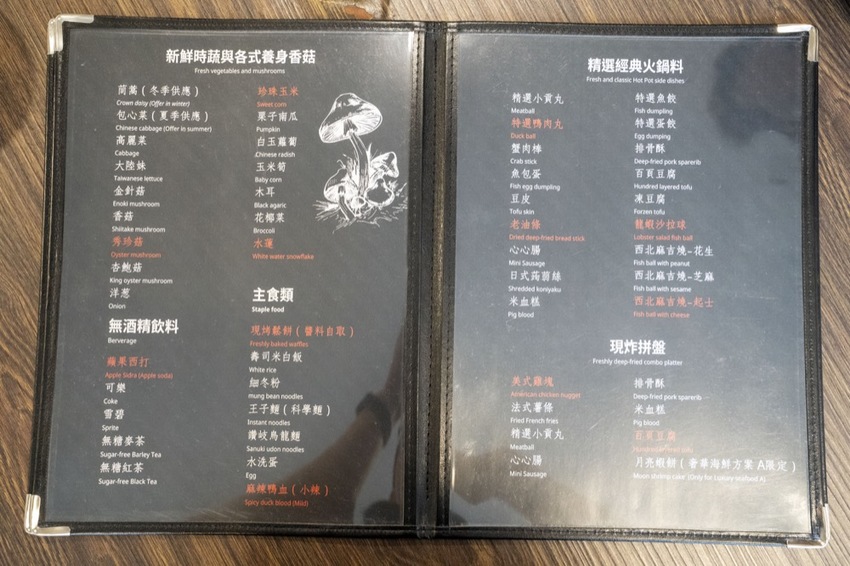 新鮮時蔬與各式養身香菇
Fresh vegetables and mushrooms
茼蒿(冬季供應)
Crown daisy (Offer in winter)
包心菜(夏季供應)
Chinese cabbage (Offer in summer)
高麗菜
Cabbage
大陸妹
Taiwanese lettuce
金針菇
Enoki mushroom
香菇
Shiitake mushroom
秀珍菇
Oyster mushroom
杏鮑菇
King oyster mushroom
洋蔥
Onion
珍珠玉米
Sweet corn
栗子南瓜
Pumpkin
白玉蘿蔔
Chinese radish
玉米筍
Baby corn
木耳
Black agaric
花椰菜
Broccoli
水蓮
White water snowflake
無酒精飲料
Berverage
蘋果西打
Apple Sidra (Apple soda)
可樂
Coke
雪碧
Sprite
無糖麥茶
Sugar-free Barley Tea
無糖紅茶
Sugar-free Black Tea
主食類
Staple food
現烤鬆餅(醬料自取)
Freshly baked waffles
壽司米白飯
White rice
細冬粉
mung bean noodles
王子麵(科學麵)
Instant noodles
讚岐烏龍麵
Sanuki udon noodles
水洗蛋
Egg
麻辣鴨血(小辣)
Spicy duck blood (Mild)
精選經典火鍋料
Fresh and classic Hot Pot side dishes
精選小貢丸
Meatball
特選鴨肉丸
Duck ball
蟹肉棒
Crab stick
魚包蛋
Fish egg dumpling
豆皮
Tofu skin
老油條
Dried deep-fried bread stick
心心腸
Mini Sausage
日式蒟蒻絲
Shredded koniyaku
米血糕
Pig blood
特選魚餃
Fish dumping
特選蛋餃
Egg dumping
排骨酥
Deep-fried pork sparerib
百頁豆腐
Hundred layered tofu
凍豆腐
Forzen tofu
龍蝦沙拉球
Lobster salad fish ball
西北麻吉燒-花生
Fish ball with peanut
西北麻吉燒-芝麻
Fish ball with sesame
西北麻吉燒-起士
Fish ball with cheeve
現炸拼盤
Freshly deep-fried combo platter
美式雞塊
American chicken nugget
法式薯條
Fried French fries
精選小貢丸
Meatball
心心腸
Mini Sausage
排骨酥
Deep-fried pork sparerib
米血糕
Pig blood
百頁豆腐
月亮蝦餅(奢華海鮮方案 A限定)
Moon shrimp cake (Only for Luxury seafood A)